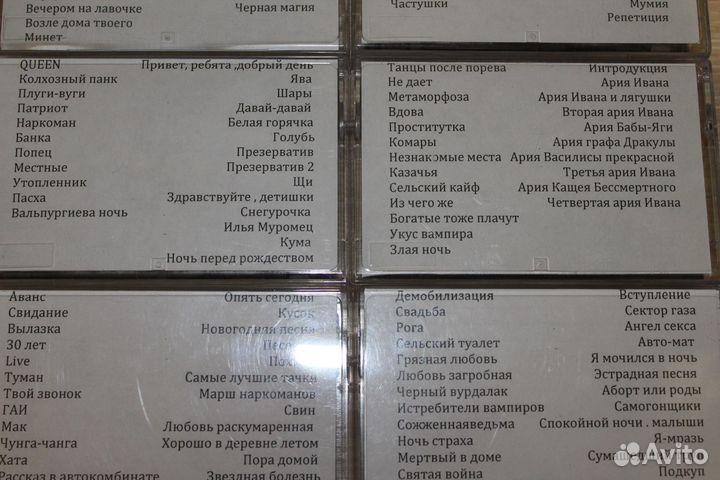 Вечером на лавочке Черная магия
Возле дома твоего
Минет
Частушки Мумия
Репетиция
QUEEN Привет, ребята ,добрый день
Колхозный панк Ява
Плуги-вуги Шары
Патриот Давай-давай
Наркоман Белая горячка
Банка Голубь
Попец Презерватив
Местные Презерватив 2
Утопленник Щи
Пасха Здравствуйте , детишки
Вальпургиева ночь Снегурочка
Илья Муромец
Кума
Ночь перед рождеством
Танцы после порева Интродукция
Не дает Ария Ивана
Метаморфоза Ария Ивана и лягушки
Вдова Вторая ария Ивана
Проститутка Ария Бабы-Яги
Комары Ария графа Дракулы
Незнакомые места Ария Василисы прекрасной
Казачья Третья ария Ивана
Сельский кайф Ария Кащея Бессмертного
Из чего же Четвертая ария Ивана
Богатые тоже плачут
Укус вампира
Злая ночь
Аванс Опять сегодня
Свидание Кусок
Вылазка Новогодняя песня
30 лет
Live
Туман Самые лучшие тачки
Твой звонок Марш наркоманов
ГАИ Свин
Мак Любовь раскумаренная
Чунга-чанга Хорошо в деревне летом
Хата Пора домой
Рассказ в автокомбинате Звездная болезнь
Демобилизация Вступление
Свадьба Сектор газа
Рога Ангел секса
Сельский туалет Авто-мат
Грязная любовь Я мочился в ночь
Любовь загробная Эстрадная песня
Черный вурдалак Аборт или роды
Истребители вампиров Самогонщики
Сожженнаяведьма Спокойной ночи . малыши
Ночь страха Я-мразь
Мертвый в доме
Святая война Подкуп
Avito